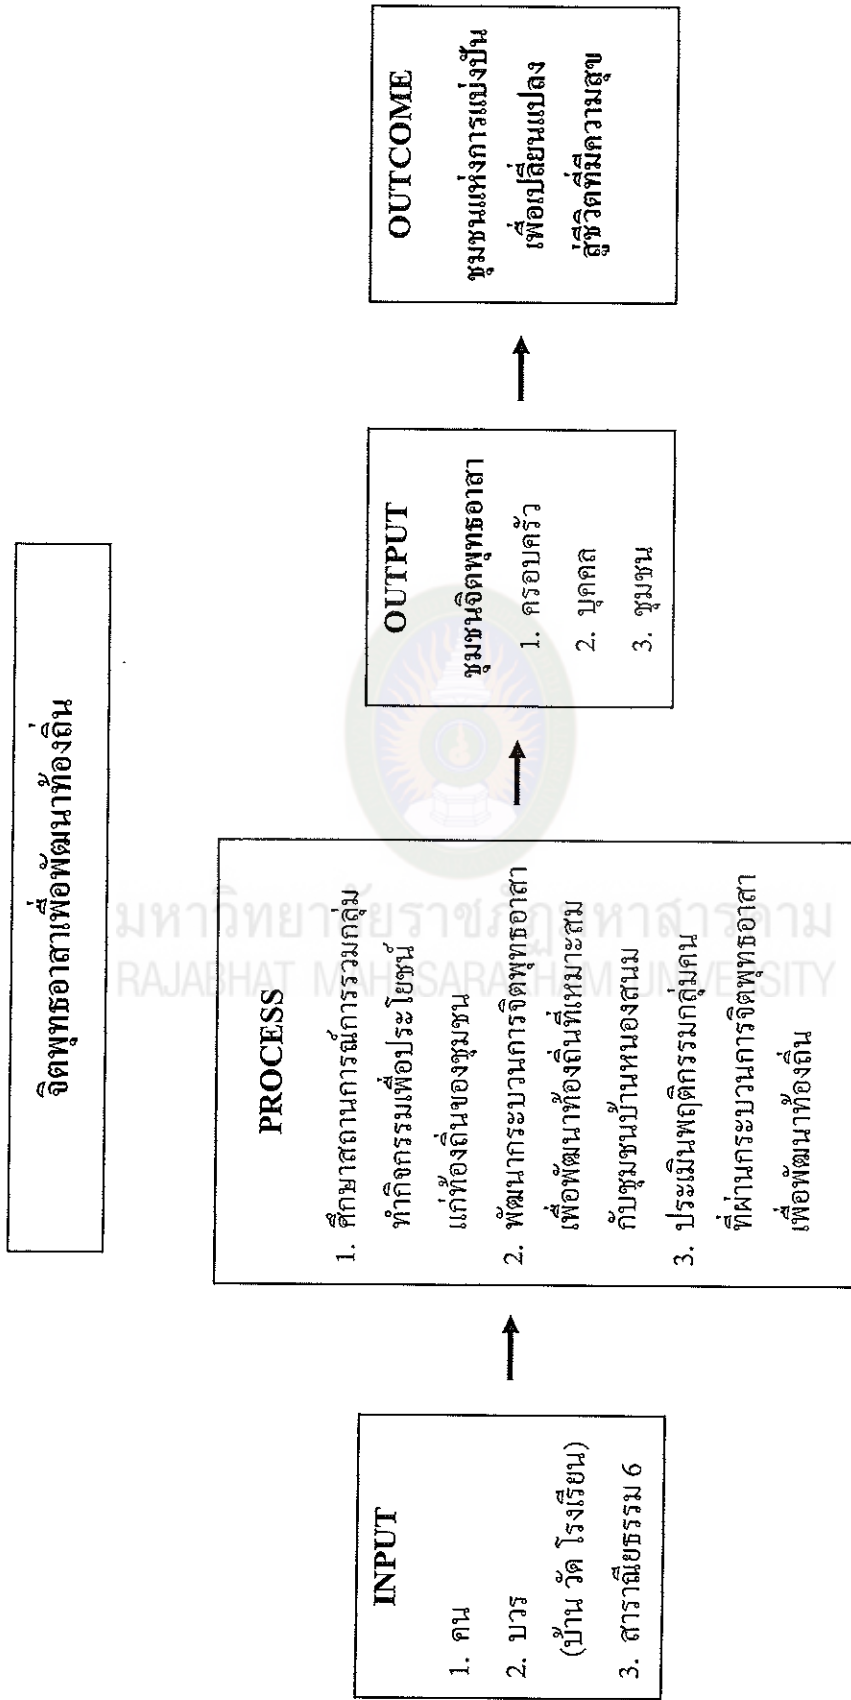 จิตพุทธอาสาเพื่อพัฒนาท้องถิ่น
INPUT
1. คน
2. บวร
(บ้าน วัด โรงเรียน)
3. สาราณียธรรม 6
PROCESS
1. ศึกษาสถานการณ์การรวมกลุ่ม
ทำกิจกรรมเพื่อประโยชน์
แก่ท้องถิ่นของชุมชน
2. พัฒนากระบวนการจิตพุทธอาสา
เพื่อพัฒนาท้องถิ่นที่เหมาะสม
กับชุมชนบ้านหนองสนม
3. ประเมินพฤติกรรมกลุ่มคน
ที่ผ่านกระบวนการจิตพุทธอาสา
เพื่อพัฒนาท้องถิ่น
OUTPUT
ชุมชนจิตพุทธอาสา
1. ครอบครัว
2. บุคคล
3. ชุมชน
OUTCOME
ชุมชนแห่งการแบ่งปัน
เพื่อเปลี่ยนแปลง
สู่ชีวิตที่มีความสุข
มหาวิทยาลัยราชภัฏมหาสารคาม
RAJABHAT MAHASARAKHAM UNIVERSITY